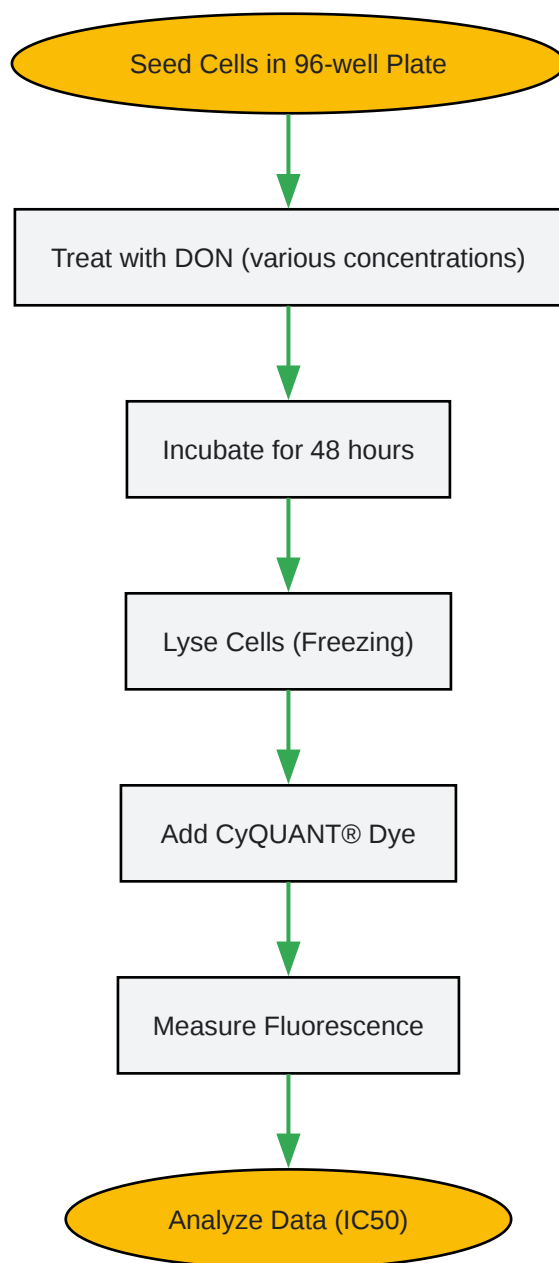 Seed Cells in 96-well Plate
Treat with DON (various concentrations)
Incubate for 48 hours
Lyse Cells (Freezing)
Add CyQUANT® Dye
Measure Fluorescence
Analyze Data (IC50)